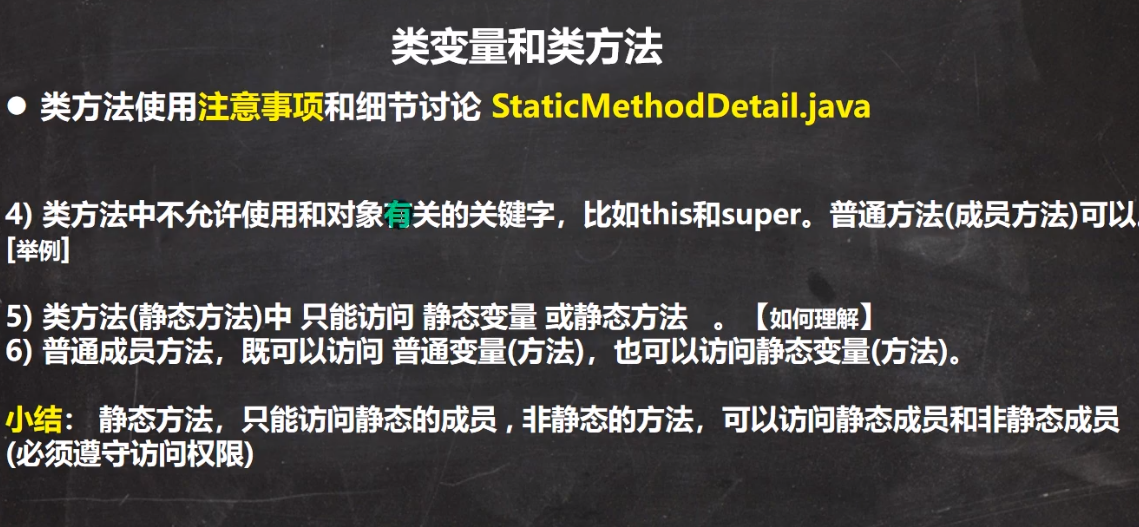 类变量和类方法
● 类方法使用注意事项和细节讨论 StaticMethodDetail.java
4) 类方法中不允许使用和对象有关的关键字，比如this和super。普通方法(成员方法)可以
[举例]
5) 类方法(静态方法)中 只能访问 静态变量 或静态方法 。【如何理解】
6) 普通成员方法，既可以访问 普通变量(方法)，也可以访问静态变量(方法)。
小结： 静态方法，只能访问静态的成员 , 非静态的方法，可以访问静态成员和非静态成员
(必须遵守访问权限)